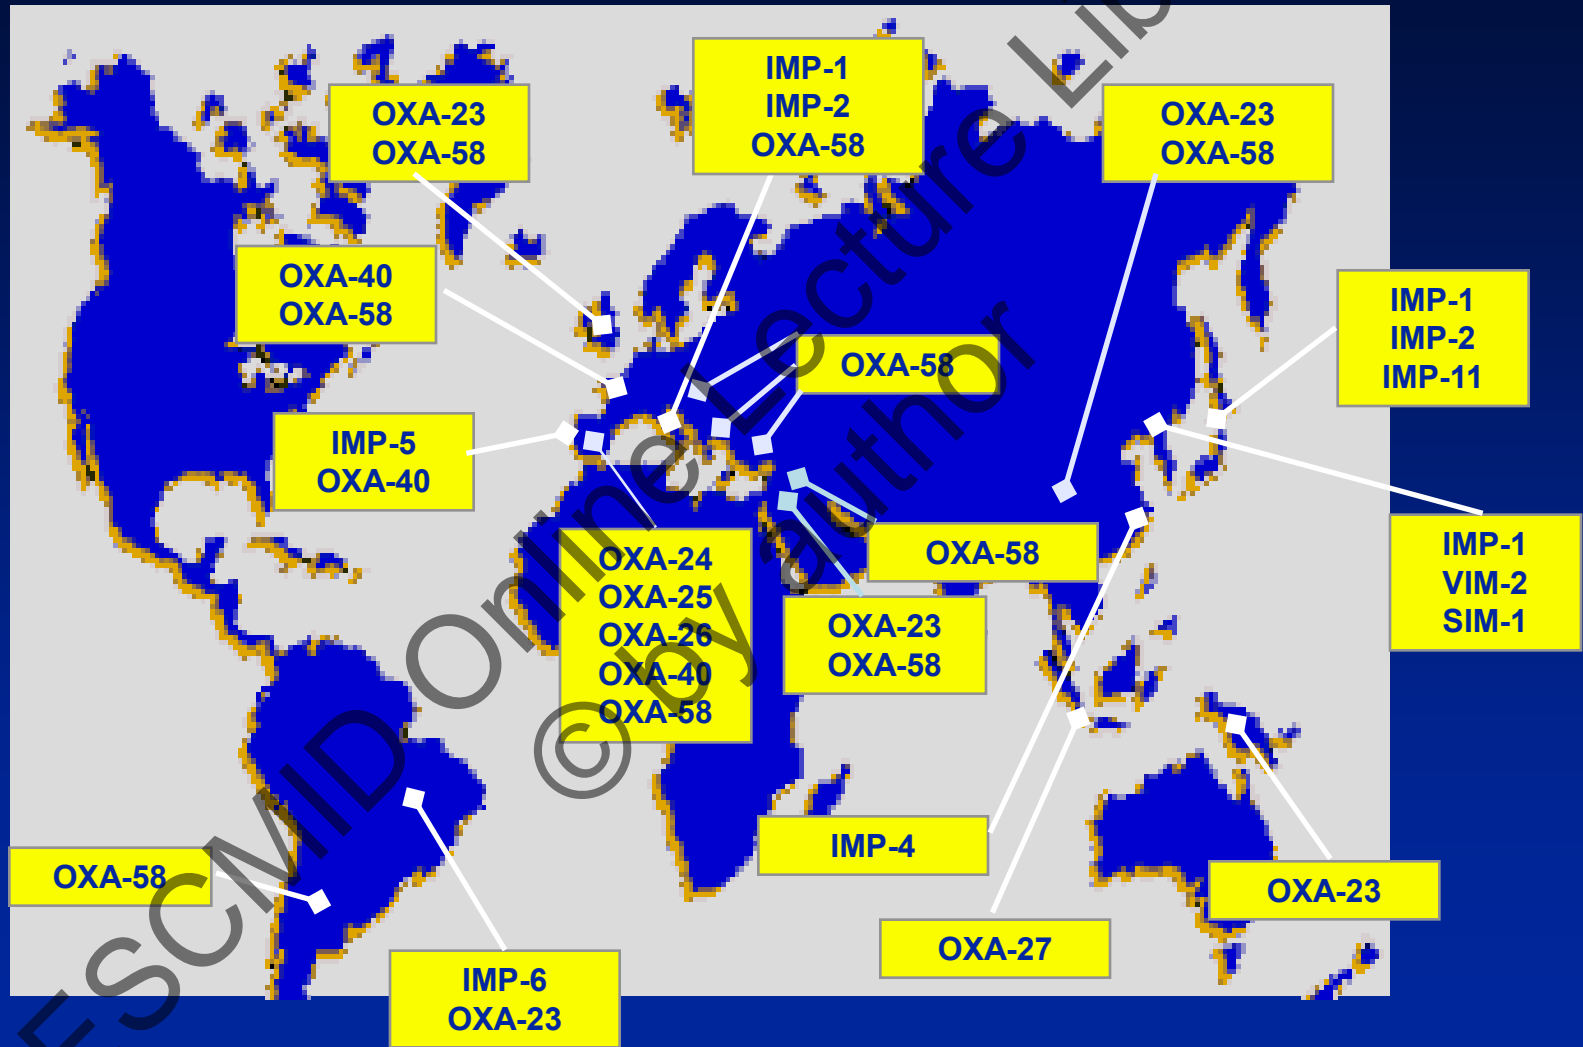 OXA-23
OXA-58
IMP-1
IMP-2
OXA-58
OXA-23
OXA-58
OXA-40
OXA-58
IMP-1
IMP-2
IMP-11
OXA-58
IMP-5
OXA-40
OXA-24
OXA-25
OXA-26
OXA-40
OXA-58
OXA-58
IMP-1
VIM-2
SIM-1
OXA-23
OXA-58
IMP-4
OXA-58
OXA-23
OXA-27
IMP-6
OXA-23
ESCMID Online Lecture Lib
© by author